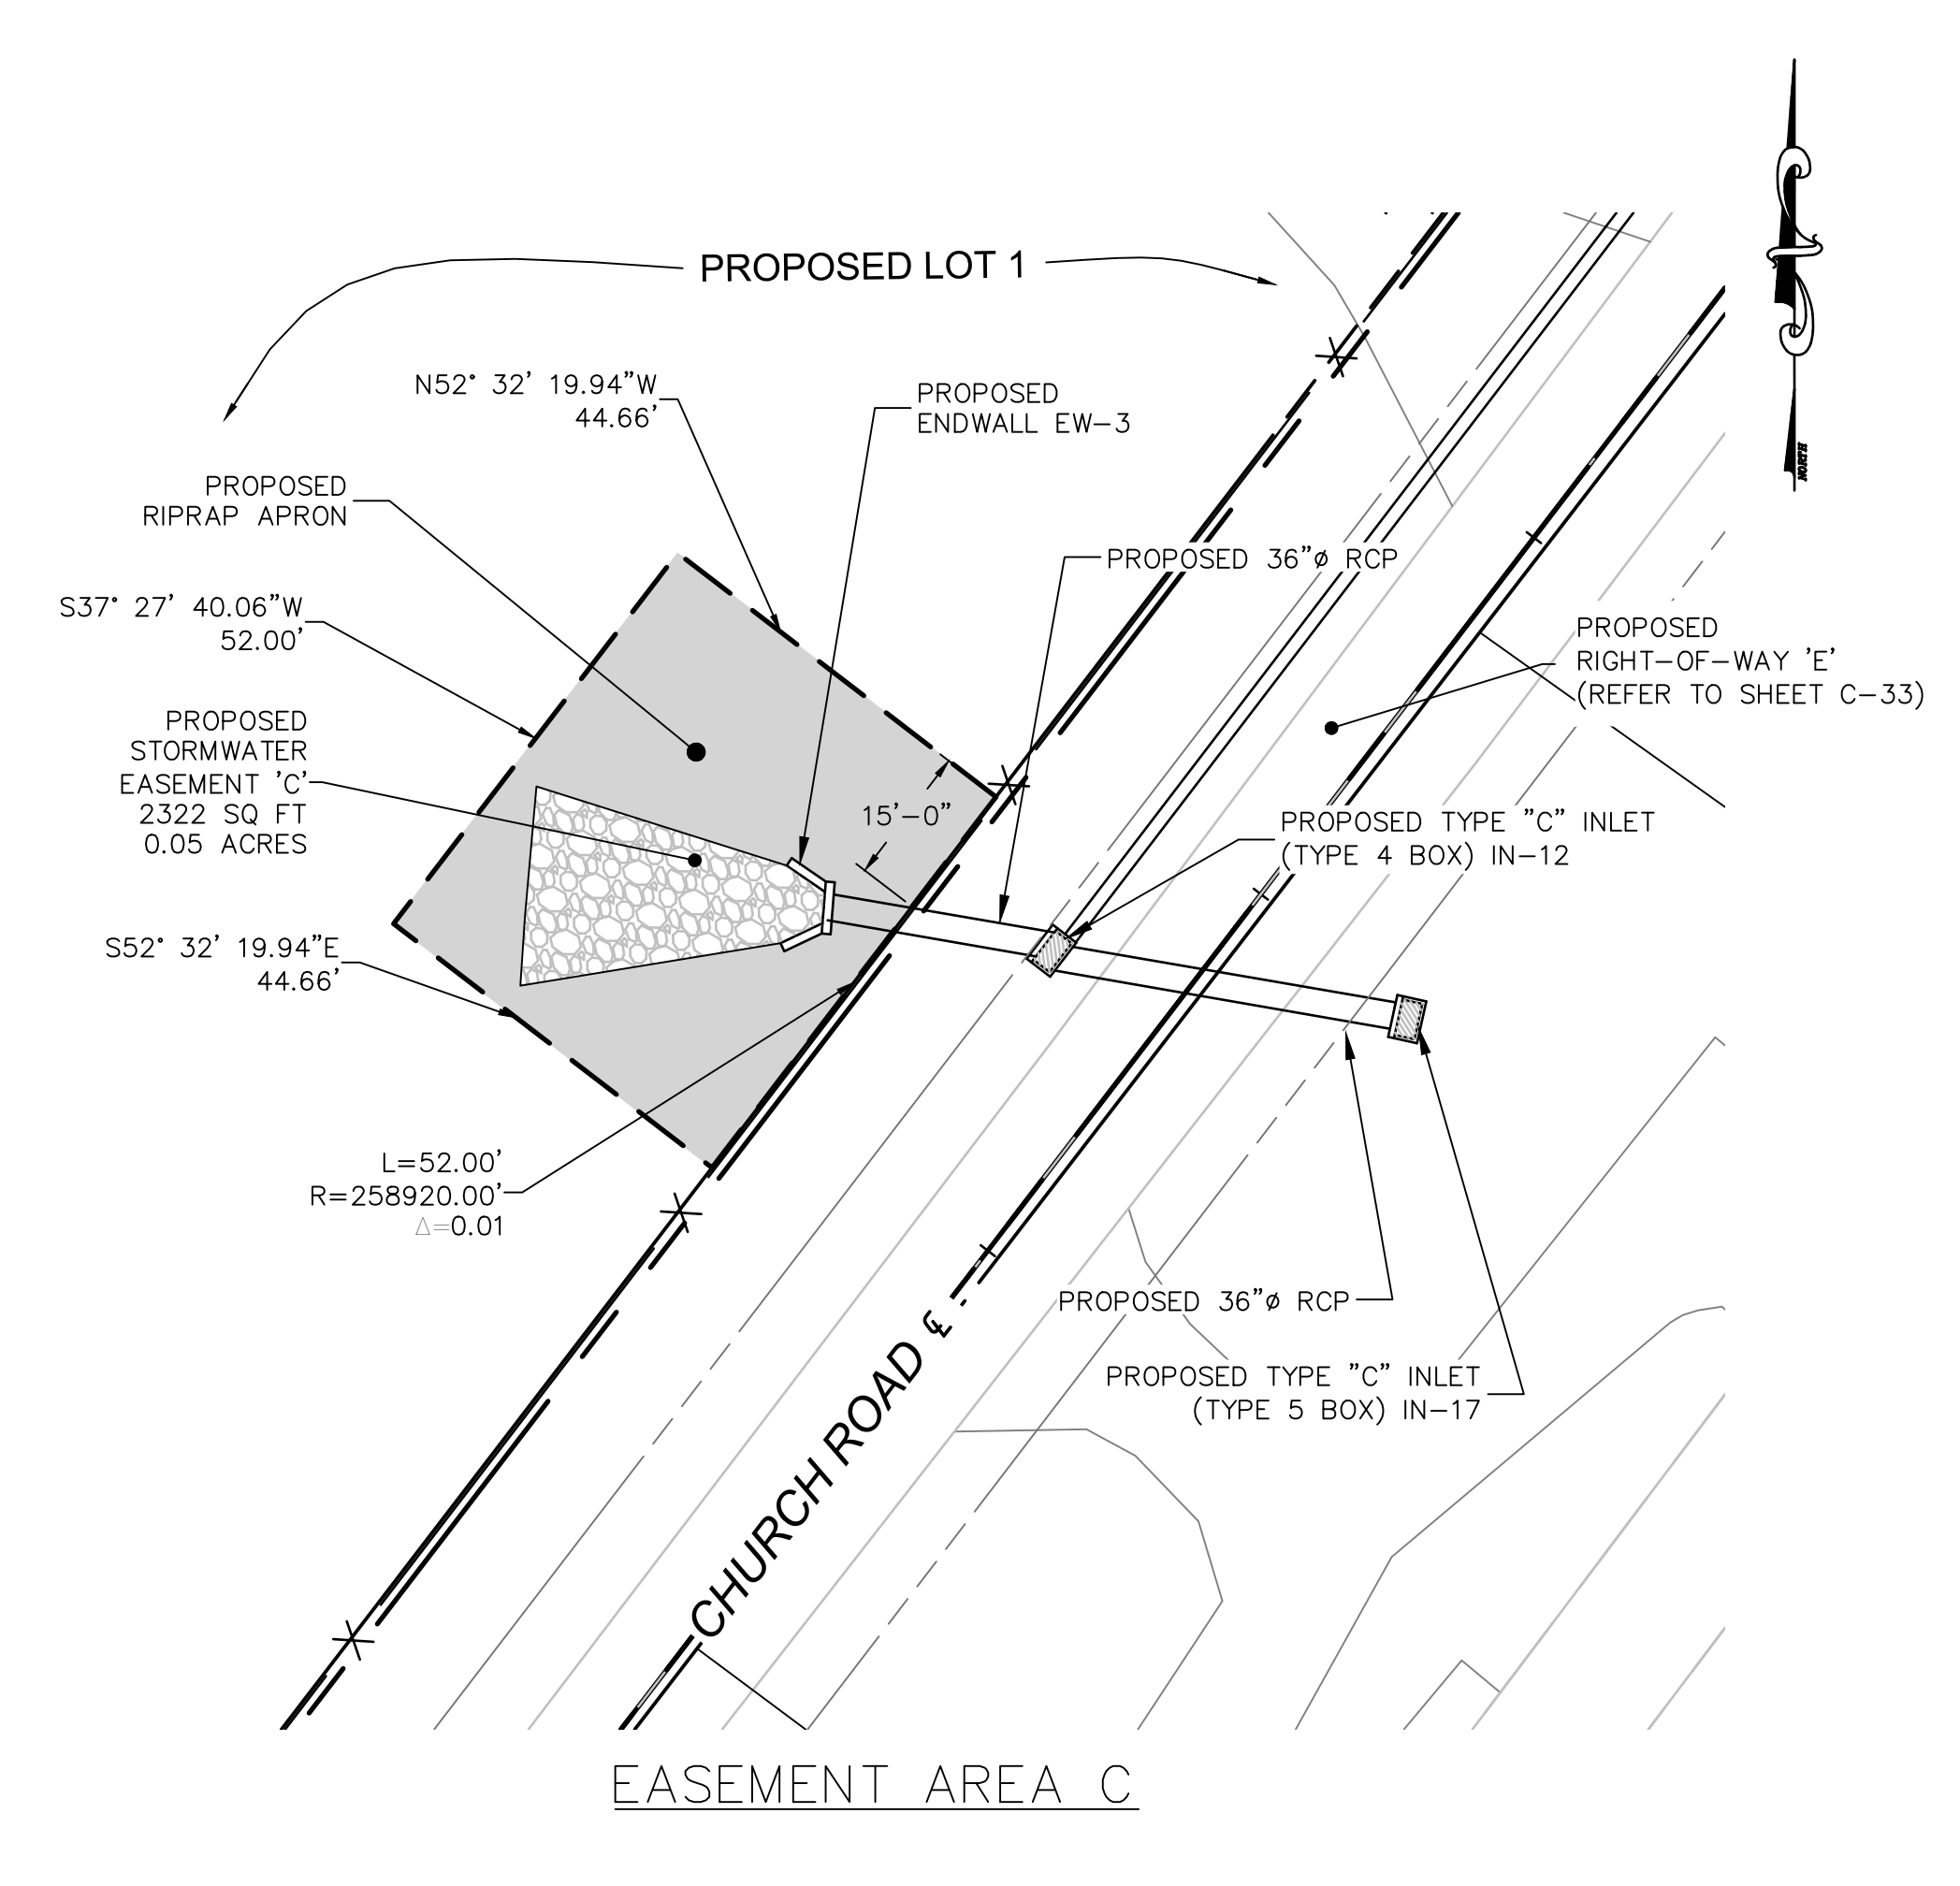 PROPOSED LOT 1
NORTH
N52° 32' 19.94"W
44.66'
PROPOSED
ENDWALL EW-3
PROPOSED
RIPRAP APRON
PROPOSED 36"ø RCP
S37° 27' 40.06"W
52.00'
PROPOSED
RIGHT-OF-WAY 'E'
(REFER TO SHEET C-33)
PROPOSED
STORMWATER
EASEMENT 'C'
2322 SQ FT
0.05 ACRES
15'-0"
PROPOSED TYPE "C" INLET
(TYPE 4 BOX) IN-12
S52° 32' 19.94"E
44.66'
L=52.00'
R=258920.00'
Δ=0.01
PROPOSED 36"ø RCP
PROPOSED TYPE "C" INLET
(TYPE 5 BOX) IN-17
CHURCH ROAD ℄
EASEMENT AREA C